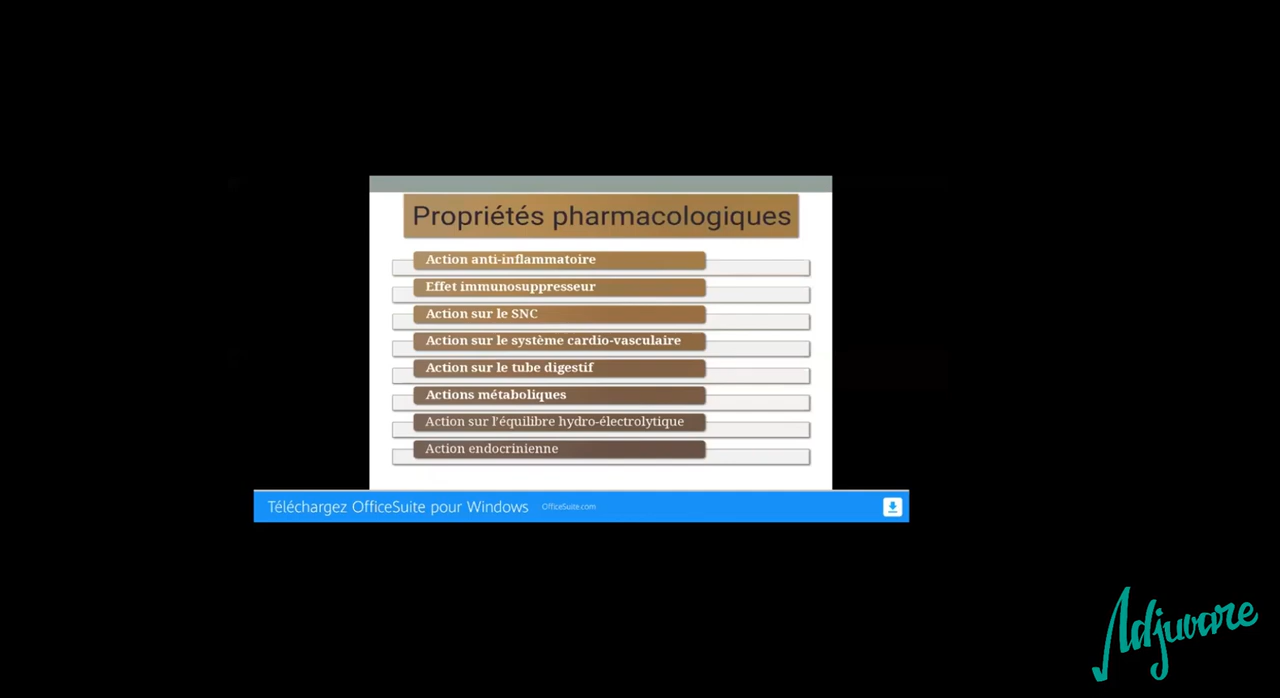 Propriétés pharmacologiques
Action anti-inflammatoire
Effet immunosuppresseur
Action sur le SNC
Action sur le système cardio-vasculaire
Action sur le tube digestif
Actions métaboliques
Action sur l'équilibre hydro-électrolytique
Action endocrinienne
Téléchargez OfficeSuite pour Windows OfficeSuite.com
Adjuvare